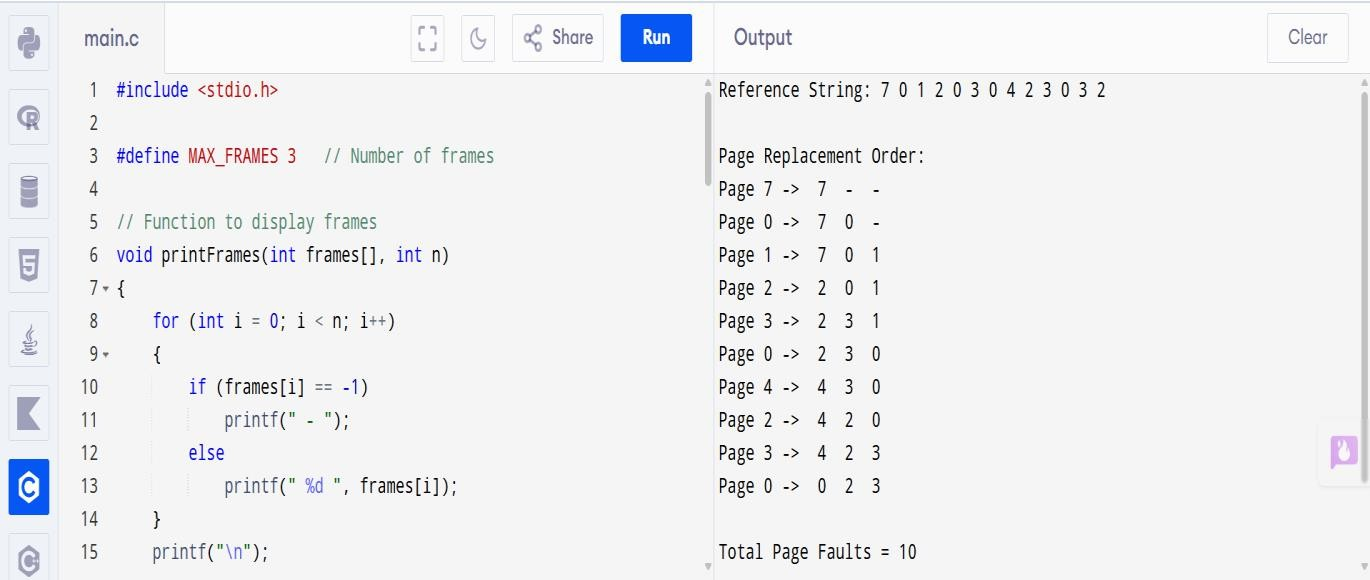 main.c
Share
Run
1 #include <stdio.h>
2
3 #define MAX_FRAMES 3   // Number of frames
4
5 // Function to display frames
6 void printFrames(int frames[], int n)
7 {
8     for (int i = 0; i < n; i++)
9     {
10         if (frames[i] == -1)
11             printf(" - ");
12         else
13             printf(" %d ", frames[i]);
14     }
15     printf("\n");
Output
Clear
Reference String: 7 0 1 2 0 3 0 4 2 3 0 3 2
Page Replacement Order:
Page 7 ->  7  -  -
Page 0 ->  7  0  -
Page 1 ->  7  0  1
Page 2 ->  2  0  1
Page 3 ->  2  3  1
Page 0 ->  2  3  0
Page 4 ->  4  3  0
Page 2 ->  4  2  0
Page 3 ->  4  2  3
Page 0 ->  0  2  3
Total Page Faults = 10